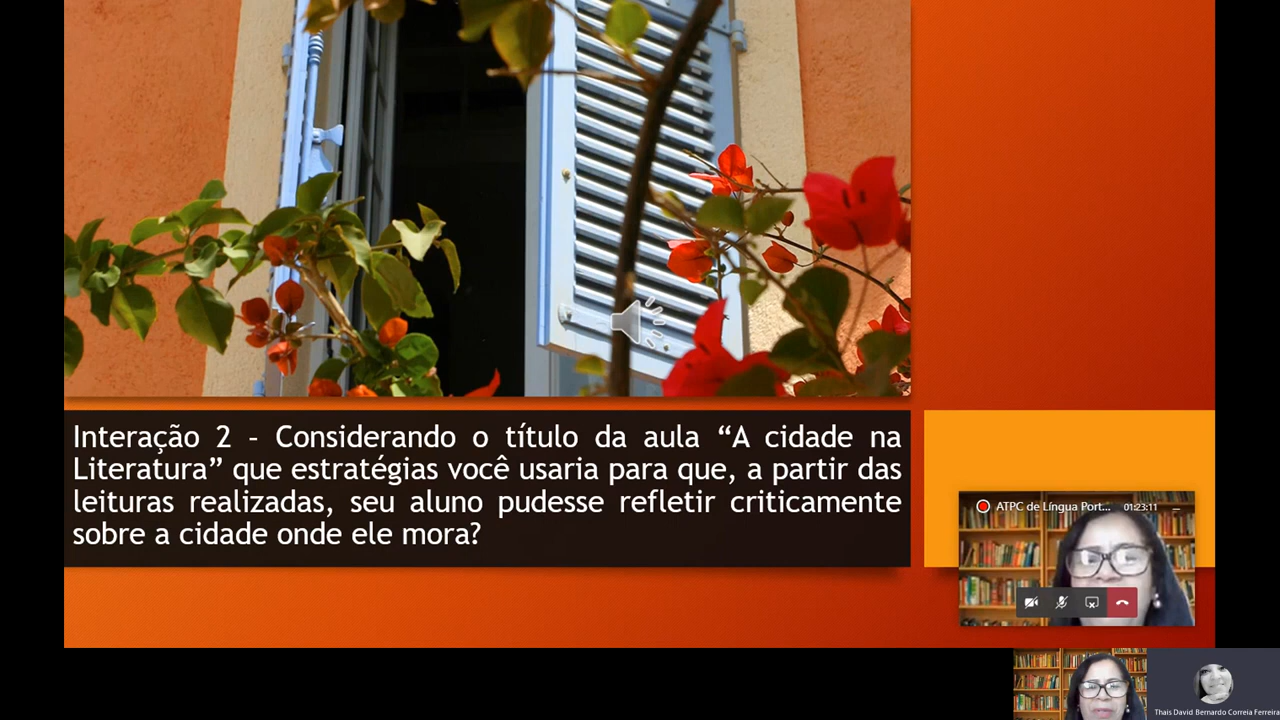 Interação 2 – Considerando o título da aula “A cidade na
Literatura” que estratégias você usaria para que, a partir das
leituras realizadas, seu aluno pudesse refletir criticamente
sobre a cidade onde ele mora?
ATPC de Língua Port... 01:23:11
Thais David Bernardo Correia Ferreira